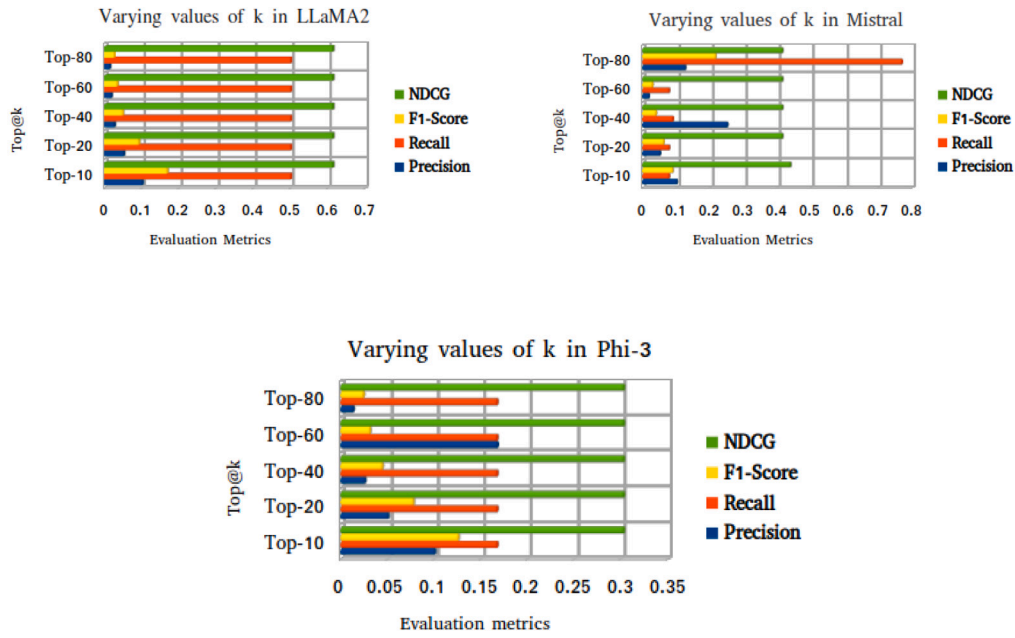 Varying values of k in LLaMA2
Top@k
Top-80
Top-60
Top-40
Top-20
Top-10
0 0.1 0.2 0.3 0.4 0.5 0.6 0.7
Evaluation Metrics
NDCG
F1-Score
Recall
Precision
Varying values of k in Mistral
Top@k
Top-80
Top-60
Top-40
Top-20
Top-10
0 0.1 0.2 0.3 0.4 0.5 0.6 0.7 0.8
Evaluation Metrics
NDCG
F1-Score
Recall
Precision
Varying values of k in Phi-3
Top@k
Top-80
Top-60
Top-40
Top-20
Top-10
0 0.05 0.1 0.15 0.2 0.25 0.3 0.35
Evaluation metrics
NDCG
F1-Score
Recall
Precision